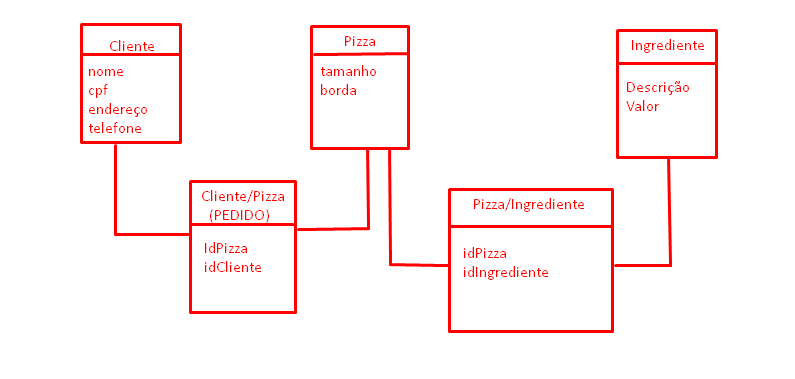 Cliente
nome
cpf
endereço
telefone
Pizza
tamanho
borda
Ingrediente
Descrição
Valor
Cliente/Pizza
(PEDIDO)
IdPizza
idCliente
Pizza/Ingrediente
idPizza
idIngrediente